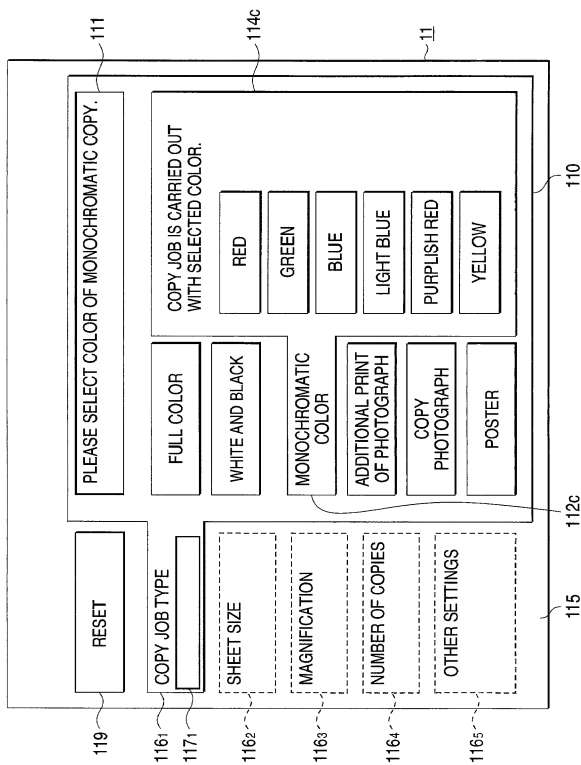 119
RESET
PLEASE SELECT COLOR OF MONOCHROMATIC COPY.
111
116₁
COPY JOB TYPE
117₁
116₂
SHEET SIZE
116₃
MAGNIFICATION
116₄
NUMBER OF COPIES
116₅
OTHER SETTINGS
115
FULL COLOR
WHITE AND BLACK
MONOCHROMATIC
COLOR
ADDITIONAL PRINT
OF PHOTOGRAPH
COPY
PHOTOGRAPH
POSTER
112c
COPY JOB IS CARRIED OUT
WITH SELECTED COLOR.
RED
GREEN
BLUE
LIGHT BLUE
PURPLISH RED
YELLOW
114c
11
110